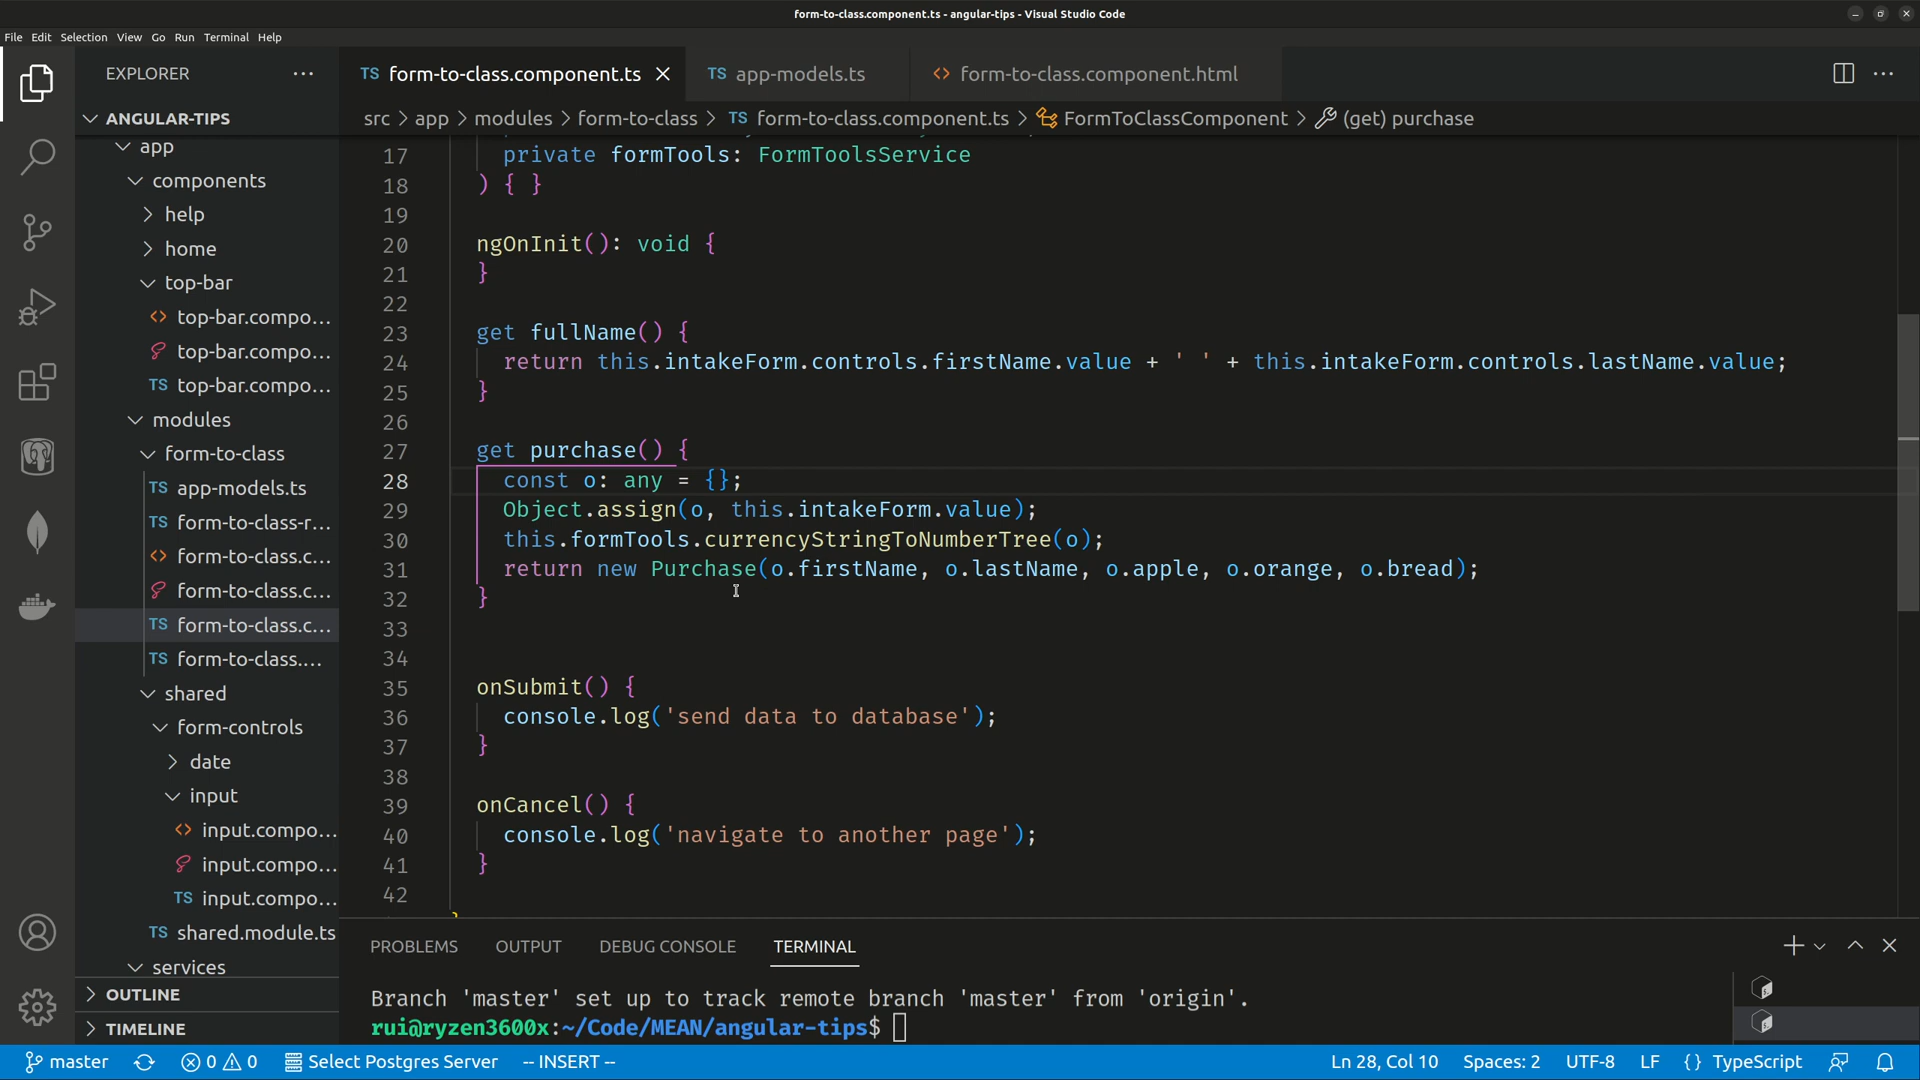 form-to-class.component.ts - angular-tips - Visual Studio Code
File Edit Selection View Go Run Terminal Help
EXPLORER
TS form-to-class.component.ts
TS app-models.ts
<> form-to-class.component.html
ANGULAR-TIPS
src > app > modules > form-to-class > TS form-to-class.component.ts > FormToClassComponent > (get) purchase
app
components
help
home
top-bar
<> top-bar.compo...
top-bar.compo...
TS top-bar.compo...
modules
form-to-class
TS app-models.ts
TS form-to-class-r...
<> form-to-class.c...
form-to-class.c...
TS form-to-class.c...
TS form-to-class....
shared
form-controls
date
input
<> input.compo...
input.compo...
TS input.compo...
TS shared.module.ts
services
OUTLINE
TIMELINE
17 private formTools: FormToolsService
18 ) { }
19
20 ngOnInit(): void {
21 }
22
23 get fullName() {
24 return this.intakeForm.controls.firstName.value + ' ' + this.intakeForm.controls.lastName.value;
25 }
26
27 get purchase() {
28 const o: any = {};
29 Object.assign(o, this.intakeForm.value);
30 this.formTools.currencyStringToNumberTree(o);
31 return new Purchase(o.firstName, o.lastName, o.apple, o.orange, o.bread);
32 }
33
34
35 onSubmit() {
36 console.log('send data to database');
37 }
38
39 onCancel() {
40 console.log('navigate to another page');
41 }
42
PROBLEMS OUTPUT DEBUG CONSOLE TERMINAL
Branch 'master' set up to track remote branch 'master' from 'origin'.
rui@ryzen3600x:~/Code/MEAN/angular-tips$
master 0 0 Select Postgres Server -- INSERT -- Ln 28, Col 10 Spaces: 2 UTF-8 LF {} TypeScript